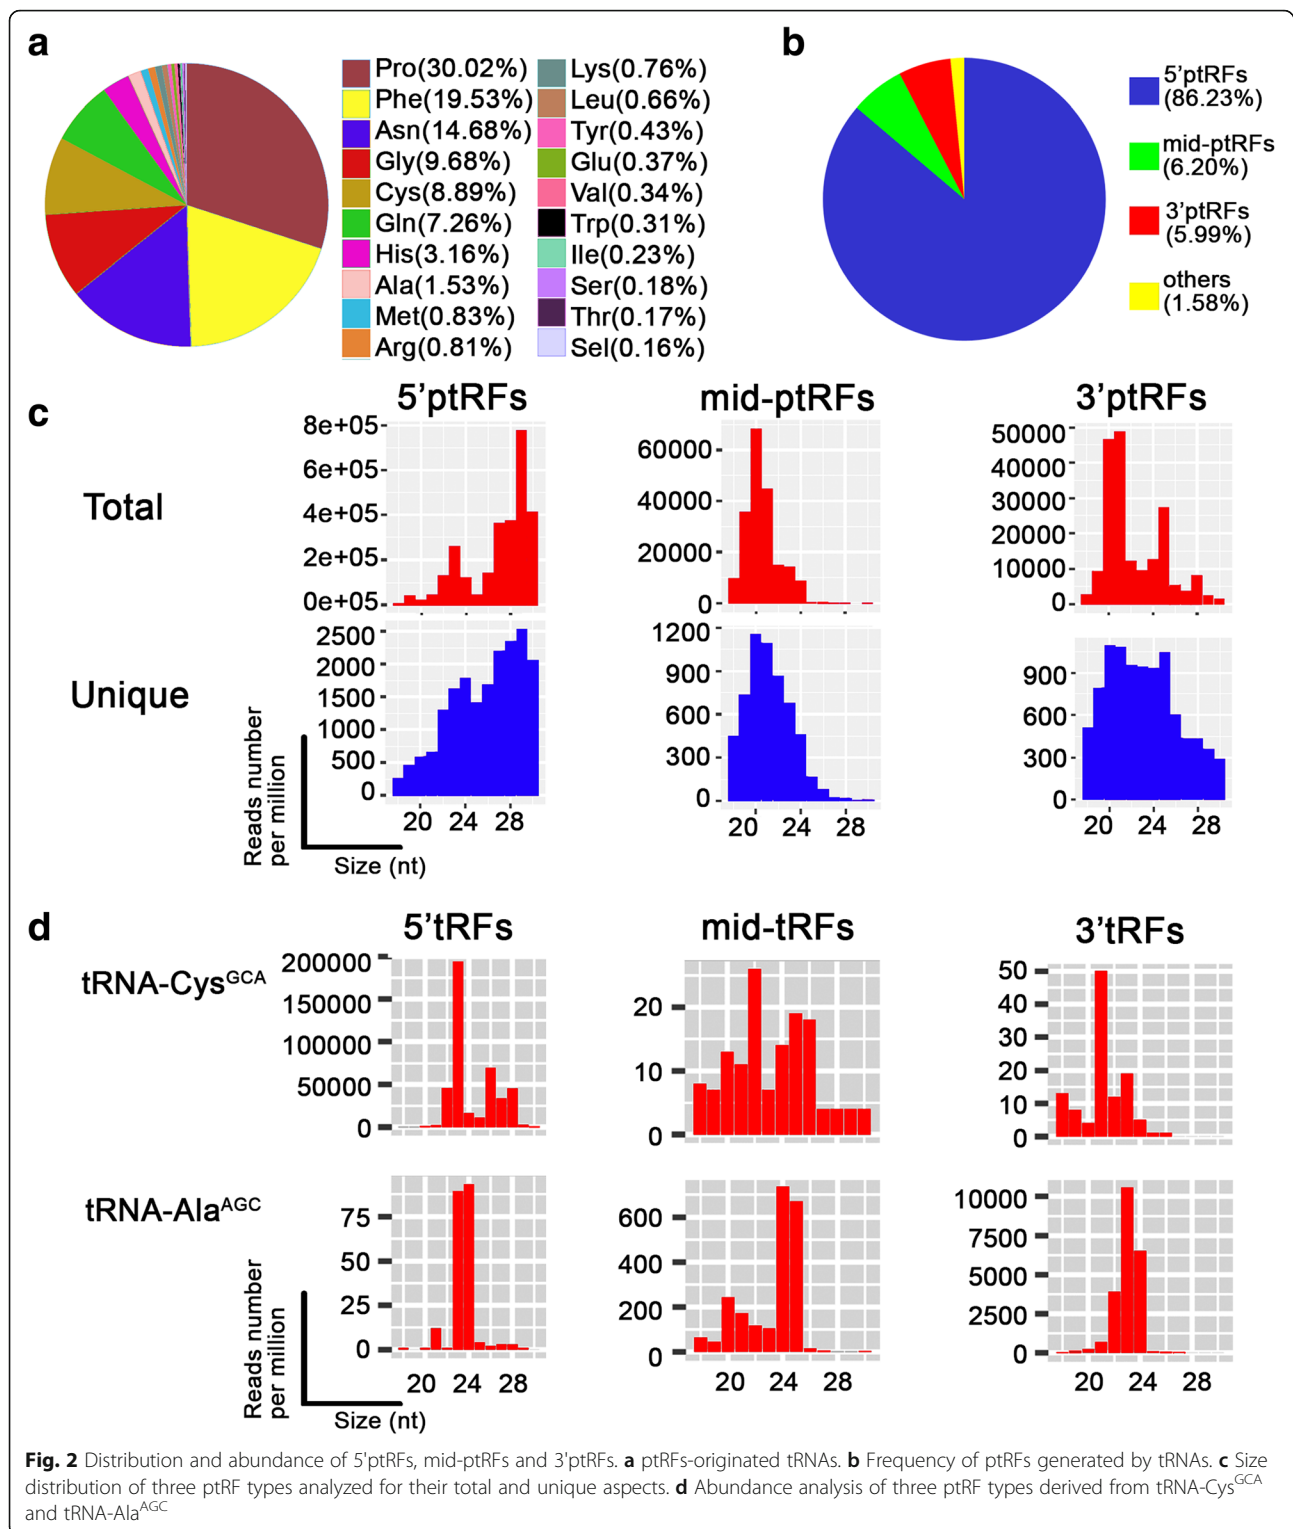 a
Pro(30.02%)
Phe(19.53%)
Asn(14.68%)
Gly(9.68%)
Cys(8.89%)
Gln(7.26%)
His(3.16%)
Ala(1.53%)
Met(0.83%)
Arg(0.81%)
Lys(0.76%)
Leu(0.66%)
Tyr(0.43%)
Glu(0.37%)
Val(0.34%)
Trp(0.31%)
Ile(0.23%)
Ser(0.18%)
Thr(0.17%)
Sel(0.16%)
b
5'ptRFs
(86.23%)
mid-ptRFs
(6.20%)
3'ptRFs
(5.99%)
others
(1.58%)
c
5'ptRFs
mid-ptRFs
3'ptRFs
Total
8e+05
6e+05
4e+05
2e+05
0e+05
60000
40000
20000
0
50000
40000
30000
20000
10000
0
Unique
2500
2000
1500
1000
500
0
20 24 28
1200
900
600
300
0
20 24 28
900
600
300
0
20 24 28
Reads number
per million
Size (nt)
d
5'tRFs
mid-tRFs
3'tRFs
tRNA-Cys^GCA
200000
150000
100000
50000
0
20
10
0
50
40
30
20
10
0
tRNA-Ala^AGC
75
50
25
0
20 24 28
600
400
200
0
20 24 28
10000
7500
5000
2500
0
20 24 28
Reads number
per million
Size (nt)
Fig. 2 Distribution and abundance of 5'ptRFs, mid-ptRFs and 3'ptRFs. a ptRFs-originated tRNAs. b Frequency of ptRFs generated by tRNAs. c Size
distribution of three ptRF types analyzed for their total and unique aspects. d Abundance analysis of three ptRF types derived from tRNA-Cys^GCA
and tRNA-Ala^AGC